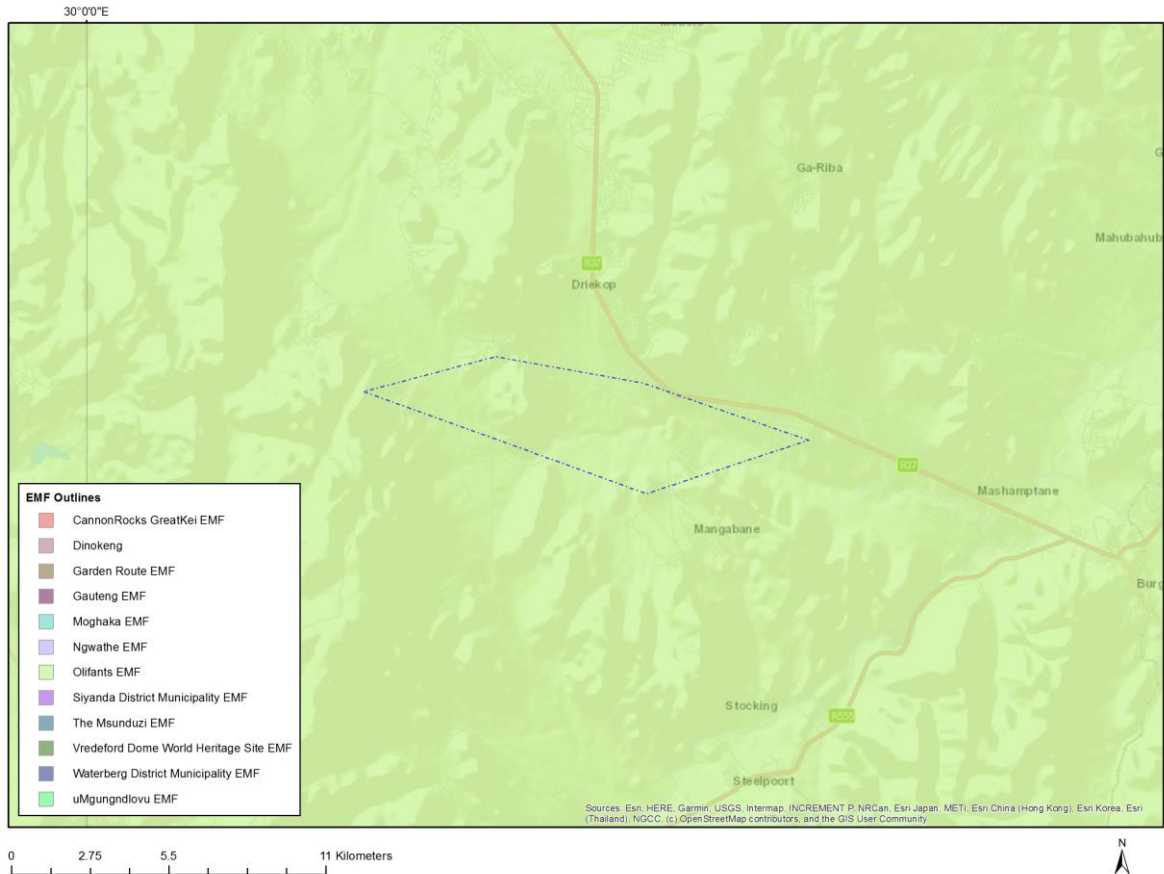 30°0'0"E
Ga-Riba
Mahubahub
R37
Driekop
R37
Mashamptane
Mangabane
Burg
Stocking
R555
Steelpoort
EMF Outlines
CannonRocks GreatKei EMF
Dinokeng
Garden Route EMF
Gauteng EMF
Moghaka EMF
Ngwathe EMF
Olifants EMF
Siyanda District Municipality EMF
The Msunduzi EMF
Vredeford Dome World Heritage Site EMF
Waterberg District Municipality EMF
uMgungndlovu EMF
Sources: Esri, HERE, Garmin, USGS, Intermap, INCREMENT P, NRCan, Esri Japan, METI, Esri China (Hong Kong), Esri Korea, Esri
(Thailand), NGCC, (c) OpenStreetMap contributors, and the GIS User Community
0 2.75 5.5 11 Kilometers
N